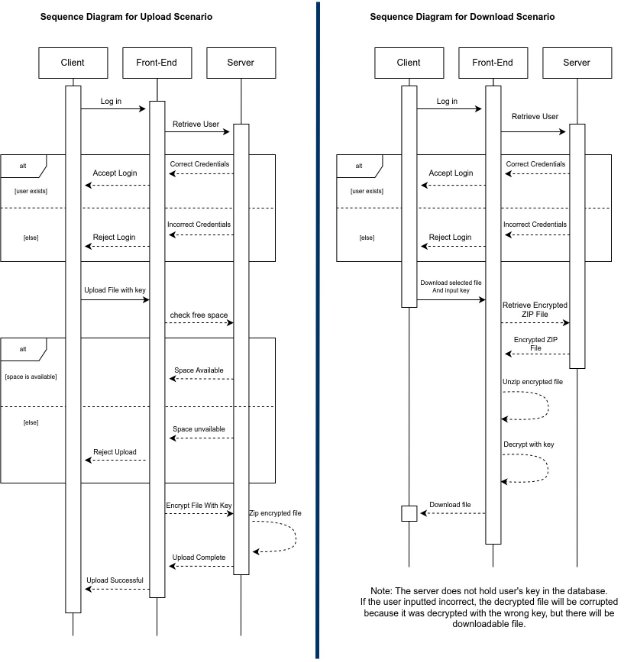 Sequence Diagram for Upload Scenario
Client
Front-End
Server
Log in
Retrieve User
alt
Correct Credentials
Accept Login
[user exists]
Incorrect Credentials
[else]
Reject Login
Upload File with key
check free space
alt
Space Available
[space is available]
[else]
Space unvailable
Reject Upload
Encrypt File With Key
Zip encrypted file
Upload Complete
Upload Successful
Sequence Diagram for Download Scenario
Client
Front-End
Server
Log in
Retrieve User
alt
Correct Credentials
Accept Login
[user exists]
Incorrect Credentials
[else]
Reject Login
Download selected file
And input key
Retrieve Encrypted
ZIP File
Encrypted ZIP
File
Unzip encrypted file
Decrypt with key
Download file
Note: The server does not hold user's key in the database.
If the user inputted incorrect, the decrypted file will be corrupted
because it was decrypted with the wrong key, but there will be
downloadable file.